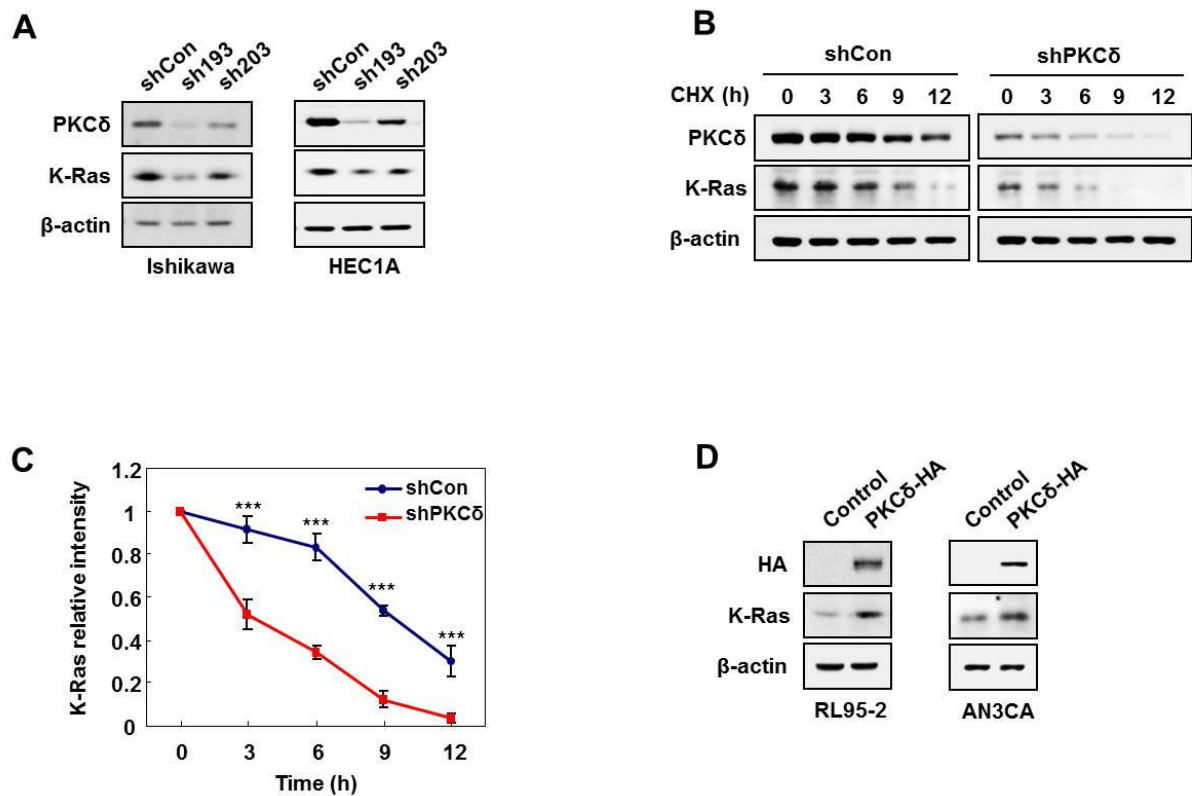 A
shCon sh193 sh203 shCon sh193 sh203
PKCδ
K-Ras
β-actin
Ishikawa HEC1A
B
shCon shPKCδ
CHX (h) 0 3 6 9 12 0 3 6 9 12
PKCδ
K-Ras
β-actin
C
K-Ras relative intensity
1.2
1
0.8
0.6
0.4
0.2
0
shCon
shPKCδ
***
***
***
***
0 3 6 9 12
Time (h)
D
Control PKCδ-HA Control PKCδ-HA
HA
K-Ras
β-actin
RL95-2 AN3CA